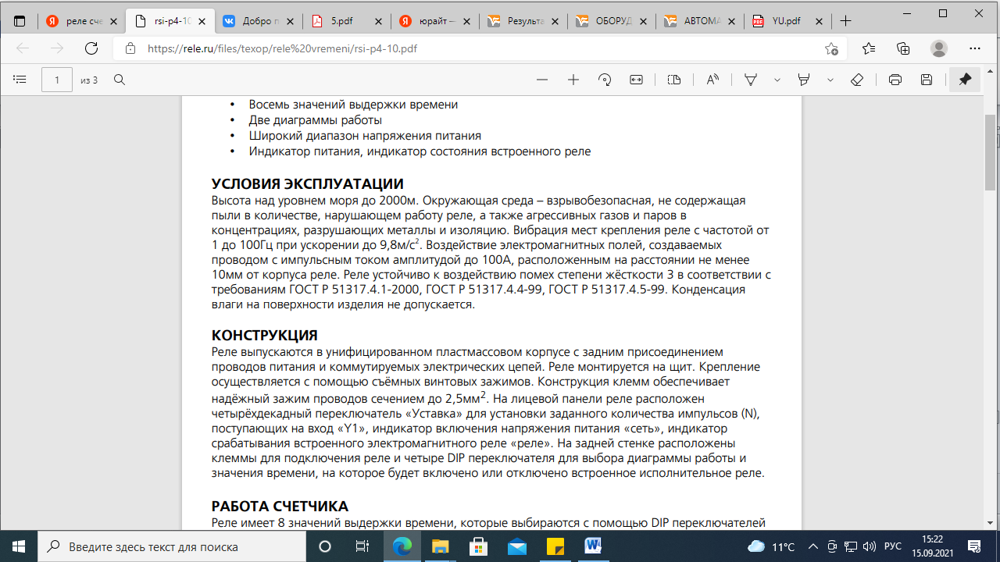 реле сче
rsi-p4-10
Добро п
5.pdf
юрайт —
Результа
ОБОРУД
АВТОМА
YU.pdf
https://rele.ru/files/texop/rele%20vremeni/rsi-p4-10.pdf
1 из 3
• Восемь значений выдержки времени
• Две диаграммы работы
• Широкий диапазон напряжения питания
• Индикатор питания, индикатор состояния встроенного реле
УСЛОВИЯ ЭКСПЛУАТАЦИИ
Высота над уровнем моря до 2000м. Окружающая среда – взрывобезопасная, не содержащая
пыли в количестве, нарушающем работу реле, а также агрессивных газов и паров в
концентрациях, разрушающих металлы и изоляцию. Вибрация мест крепления реле с частотой от
1 до 100Гц при ускорении до 9,8м/с². Воздействие электромагнитных полей, создаваемых
проводом с импульсным током амплитудой до 100А, расположенным на расстоянии не менее
10мм от корпуса реле. Реле устойчиво к воздействию помех степени жёсткости 3 в соответствии с
требованиям ГОСТ Р 51317.4.1-2000, ГОСТ Р 51317.4.4-99, ГОСТ Р 51317.4.5-99. Конденсация
влаги на поверхности изделия не допускается.
КОНСТРУКЦИЯ
Реле выпускаются в унифицированном пластмассовом корпусе с задним присоединением
проводов питания и коммутируемых электрических цепей. Реле монтируется на щит. Крепление
осуществляется с помощью съёмных винтовых зажимов. Конструкция клемм обеспечивает
надёжный зажим проводов сечением до 2,5мм². На лицевой панели реле расположен
четырёхдекадный переключатель «Уставка» для установки заданного количества импульсов (N),
поступающих на вход «Y1», индикатор включения напряжения питания «сеть», индикатор
срабатывания встроенного электромагнитного реле «реле». На задней стенке расположены
клеммы для подключения реле и четыре DIP переключателя для выбора диаграммы работы и
значения времени, на которое будет включено или отключено встроенное исполнительное реле.
РАБОТА СЧЕТЧИКА
Реле имеет 8 значений выдержки времени, которые выбираются с помощью DIP переключателей
Введите здесь текст для поиска
11°C
РУС
15:22
15.09.2021